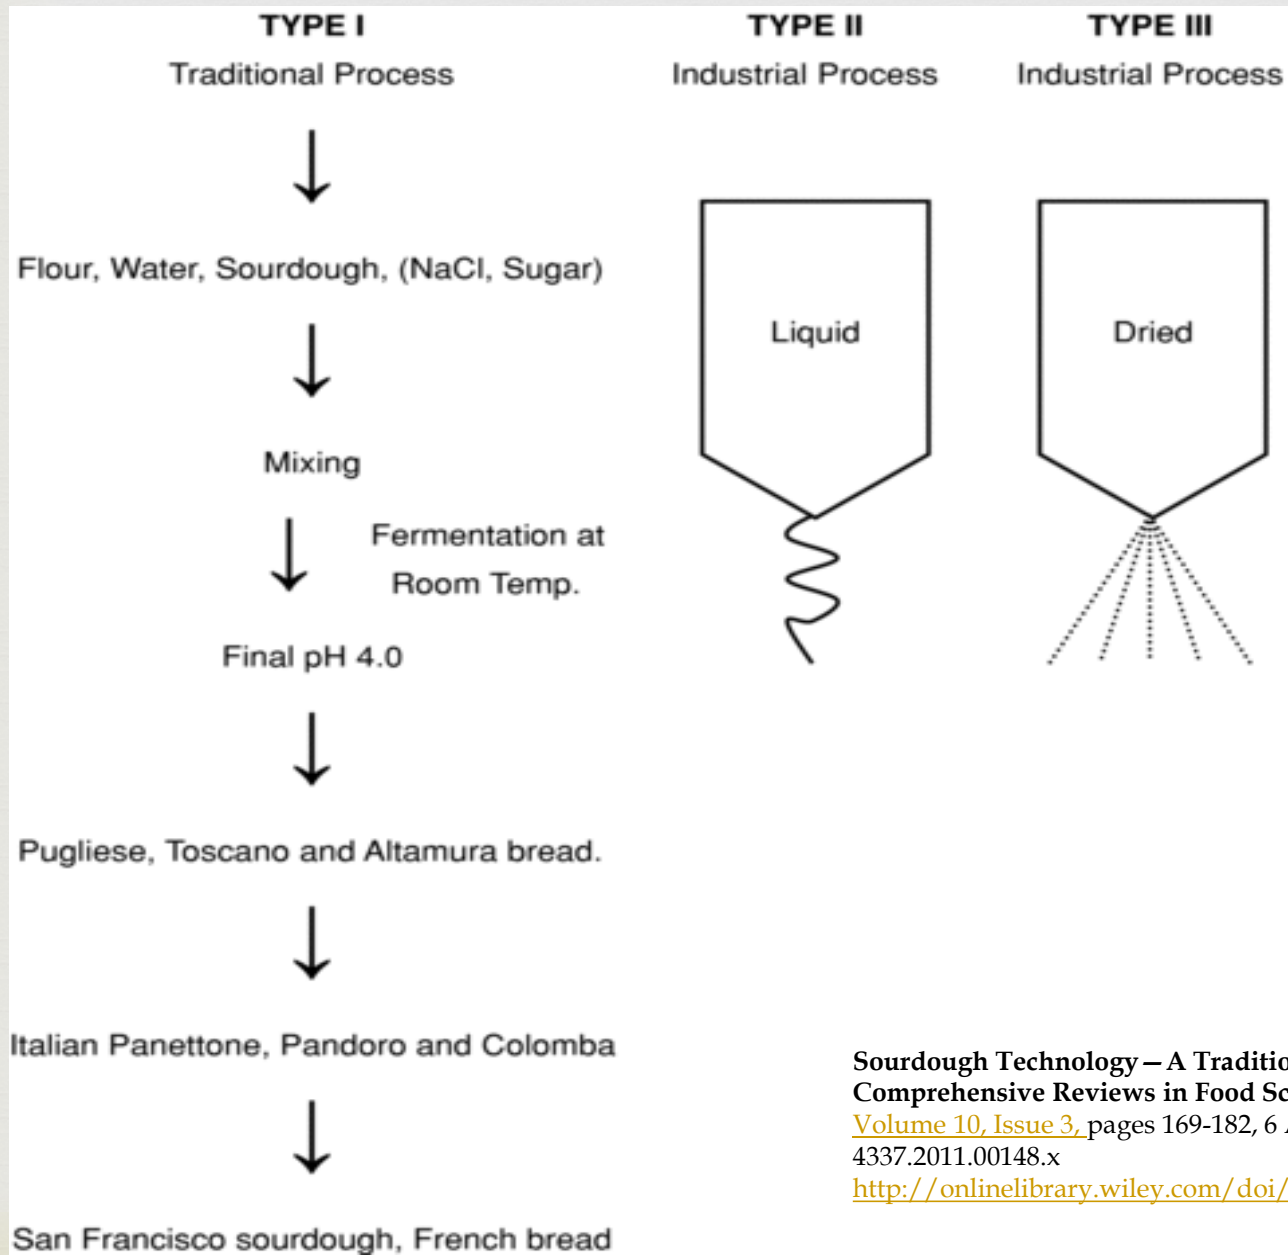 TYPE I
Traditional Process
Flour, Water, Sourdough, (NaCl, Sugar)
Mixing
Fermentation at
Room Temp.
Final pH 4.0
Pugliese, Toscano and Altamura bread.
Italian Panettone, Pandoro and Colomba
San Francisco sourdough, French bread
TYPE II
Industrial Process
Liquid
TYPE III
Industrial Process
Dried
Sourdough Technology—A Traditio
Comprehensive Reviews in Food Sc
Volume 10, Issue 3, pages 169-182, 6 A
4337.2011.00148.x
http://onlinelibrary.wiley.com/doi/